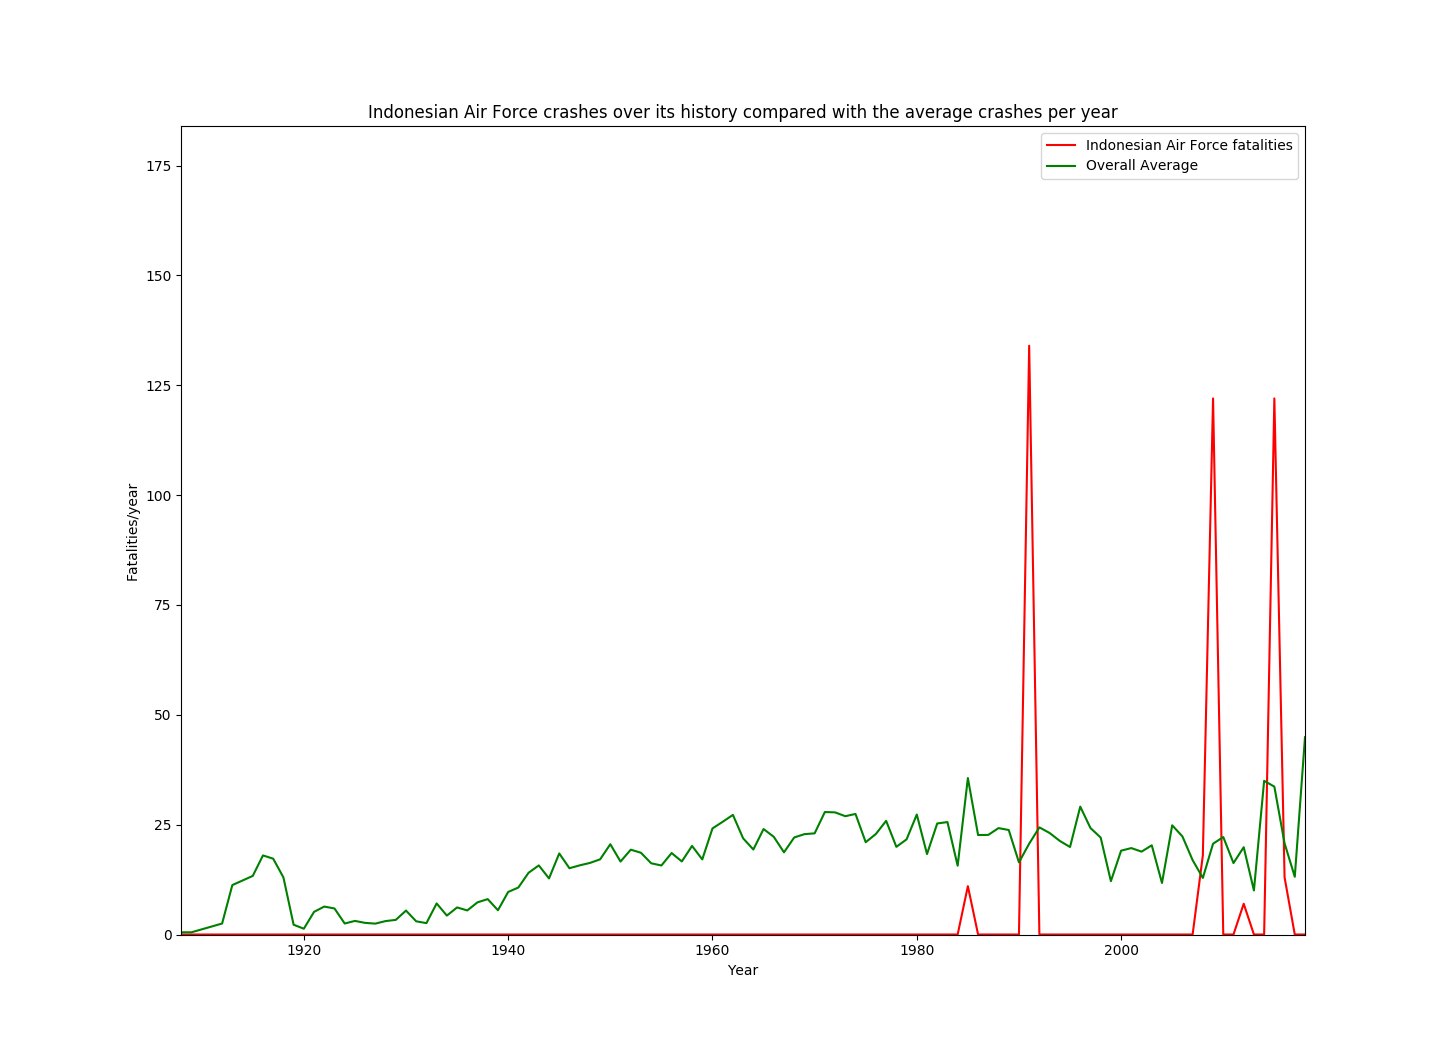 Indonesian Air Force crashes over its history compared with the average crashes per year
Indonesian Air Force fatalities
Overall Average
175
150
125
100
75
50
25
0
Fatalities/year
1920 1940 1960 1980 2000
Year